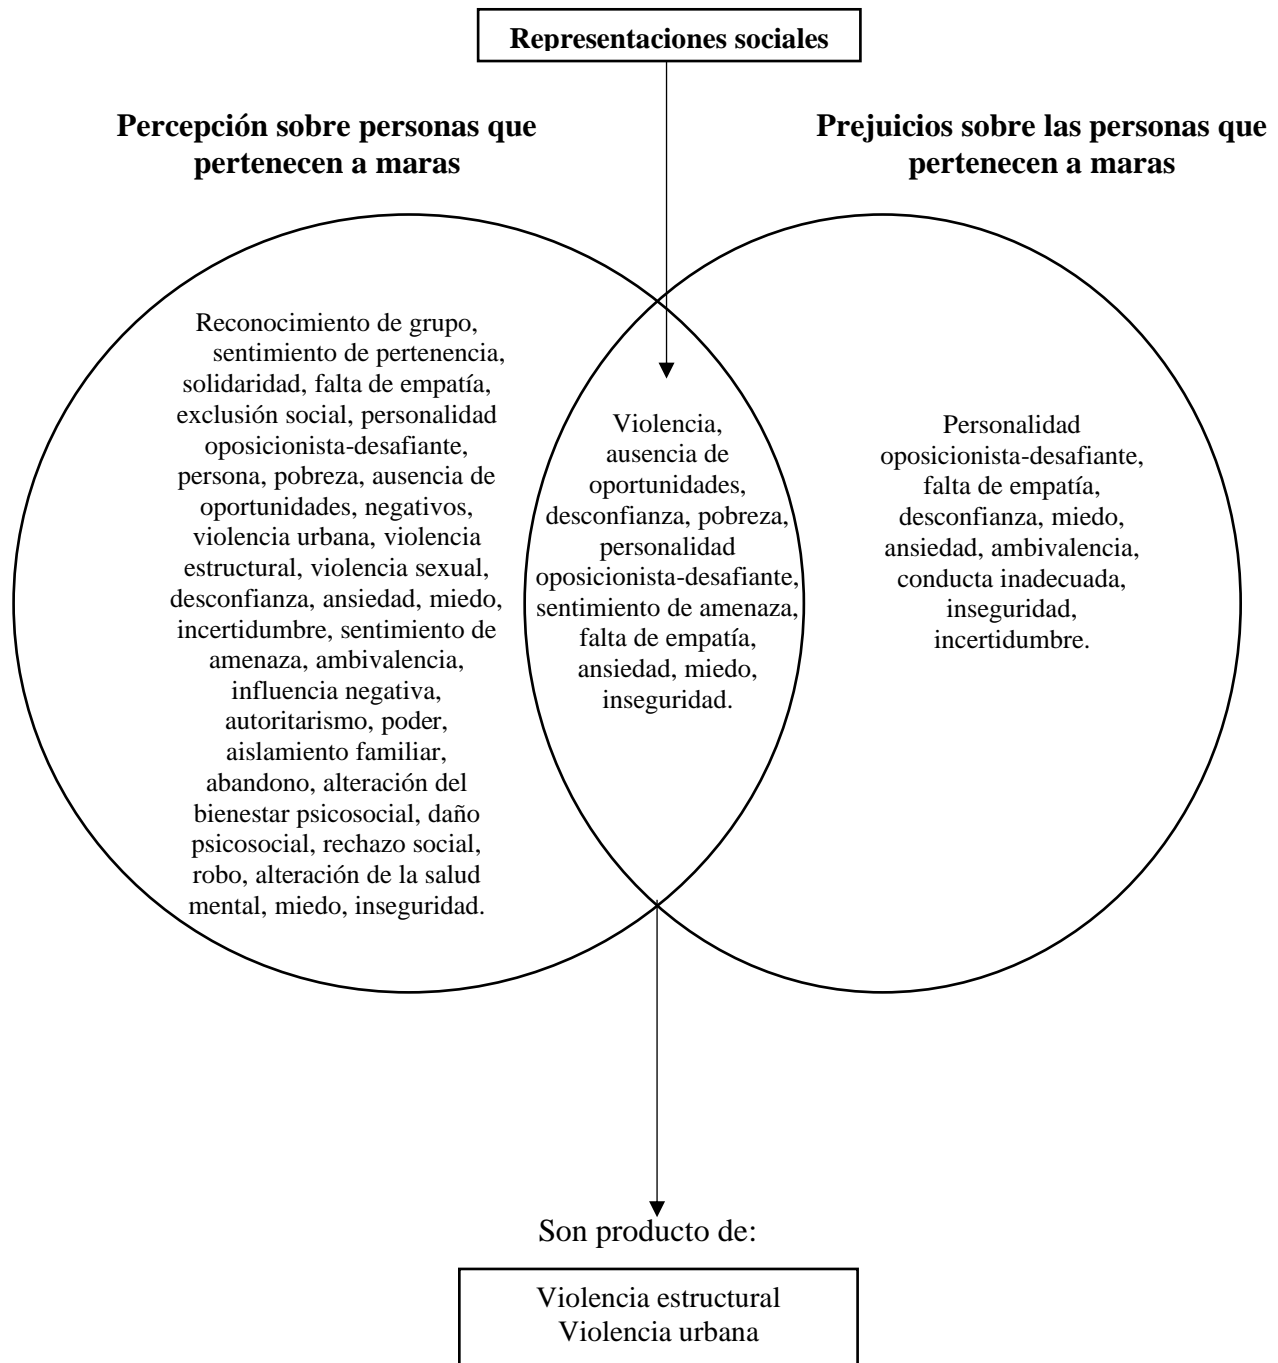 Representaciones sociales
Percepción sobre personas que
pertenecen a maras
Prejuicios sobre las personas que
pertenecen a maras
Reconocimiento de grupo,
sentimiento de pertenencia,
solidaridad, falta de empatía,
exclusión social, personalidad
oposicionista-desafiante,
persona, pobreza, ausencia de
oportunidades, negativos,
violencia urbana, violencia
estructural, violencia sexual,
desconfianza, ansiedad, miedo,
incertidumbre, sentimiento de
amenaza, ambivalencia,
influencia negativa,
autoritarismo, poder,
aislamiento familiar,
abandono, alteración del
bienestar psicosocial, daño
psicosocial, rechazo social,
robo, alteración de la salud
mental, miedo, inseguridad.
Violencia,
ausencia de
oportunidades,
desconfianza, pobreza,
personalidad
oposicionista-desafiante,
sentimiento de amenaza,
falta de empatía,
ansiedad, miedo,
inseguridad.
Personalidad
oposicionista-desafiante,
falta de empatía,
desconfianza, miedo,
ansiedad, ambivalencia,
conducta inadecuada,
inseguridad,
incertidumbre.
Son producto de:
Violencia estructural
Violencia urbana